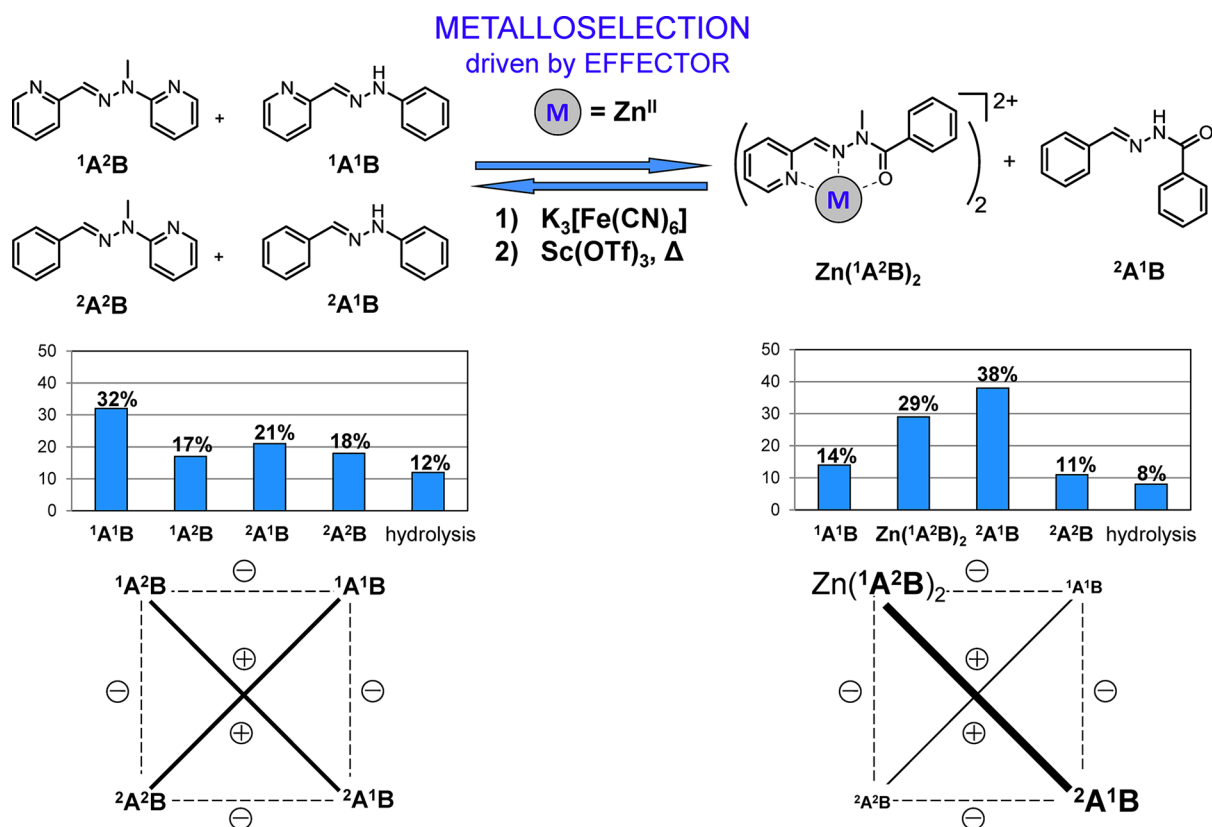 METALLOSELECTION
driven by EFFECTOR
M = Zn^II
¹A²B + ¹A¹B
²A²B + ²A¹B
1) K₃[Fe(CN)₆]
2) Sc(OTf)₃, Δ
( M )₂ ]²⁺ + 
Zn(¹A²B)₂ ²A¹B
50
40
30
20
10
0
32%
17%
21%
18%
12%
¹A¹B ¹A²B ²A¹B ²A²B hydrolysis
50
40
30
20
10
0
14%
29%
38%
11%
8%
¹A¹B Zn(¹A²B)₂ ²A¹B ²A²B hydrolysis
¹A²B ⊖ ¹A¹B
⊖ ⊕ ⊖
⊕
²A²B ⊖ ²A¹B
Zn(¹A²B)₂ ⊖ ¹A¹B
⊖ ⊕ ⊖
⊕
²A²B ⊖ ²A¹B